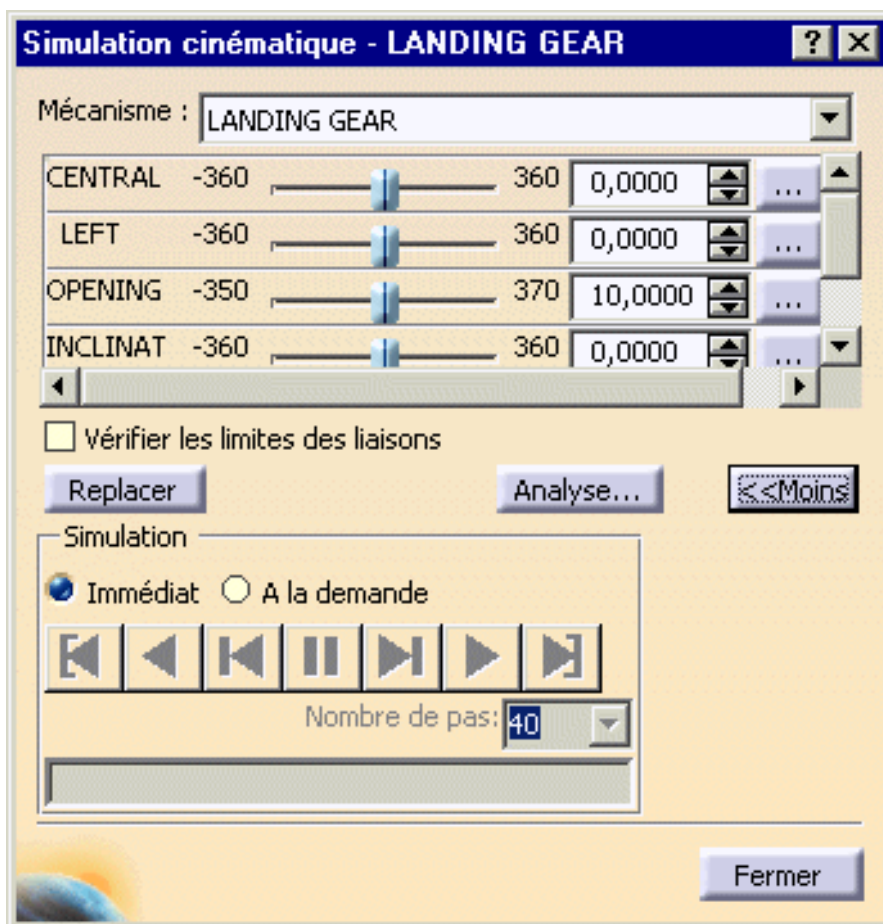 Simulation cinématique - LANDING GEAR
Mécanisme : LANDING GEAR
CENTRAL -360 360 0,0000 ...
LEFT -360 360 0,0000 ...
OPENING -350 370 10,0000 ...
INCLINAT -360 360 0,0000 ...
Vérifier les limites des liaisons
Replacer Analyse... <<Moins
Simulation
Immédiat A la demande
Nombre de pas: 40
Fermer